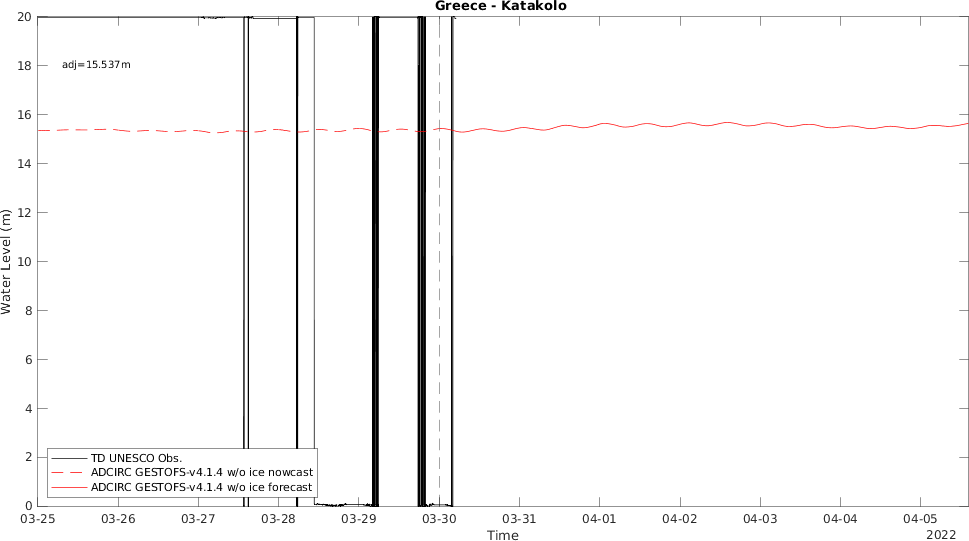 Greece - Katakolo
20
18
16
14
12
10
8
6
4
2
0
Water Level (m)
adj=15.537m
TD UNESCO Obs.
ADCIRC GESTOFS-v4.1.4 w/o ice nowcast
ADCIRC GESTOFS-v4.1.4 w/o ice forecast
03-25 03-26 03-27 03-28 03-29 03-30 03-31 04-01 04-02 04-03 04-04 04-05
Time
2022